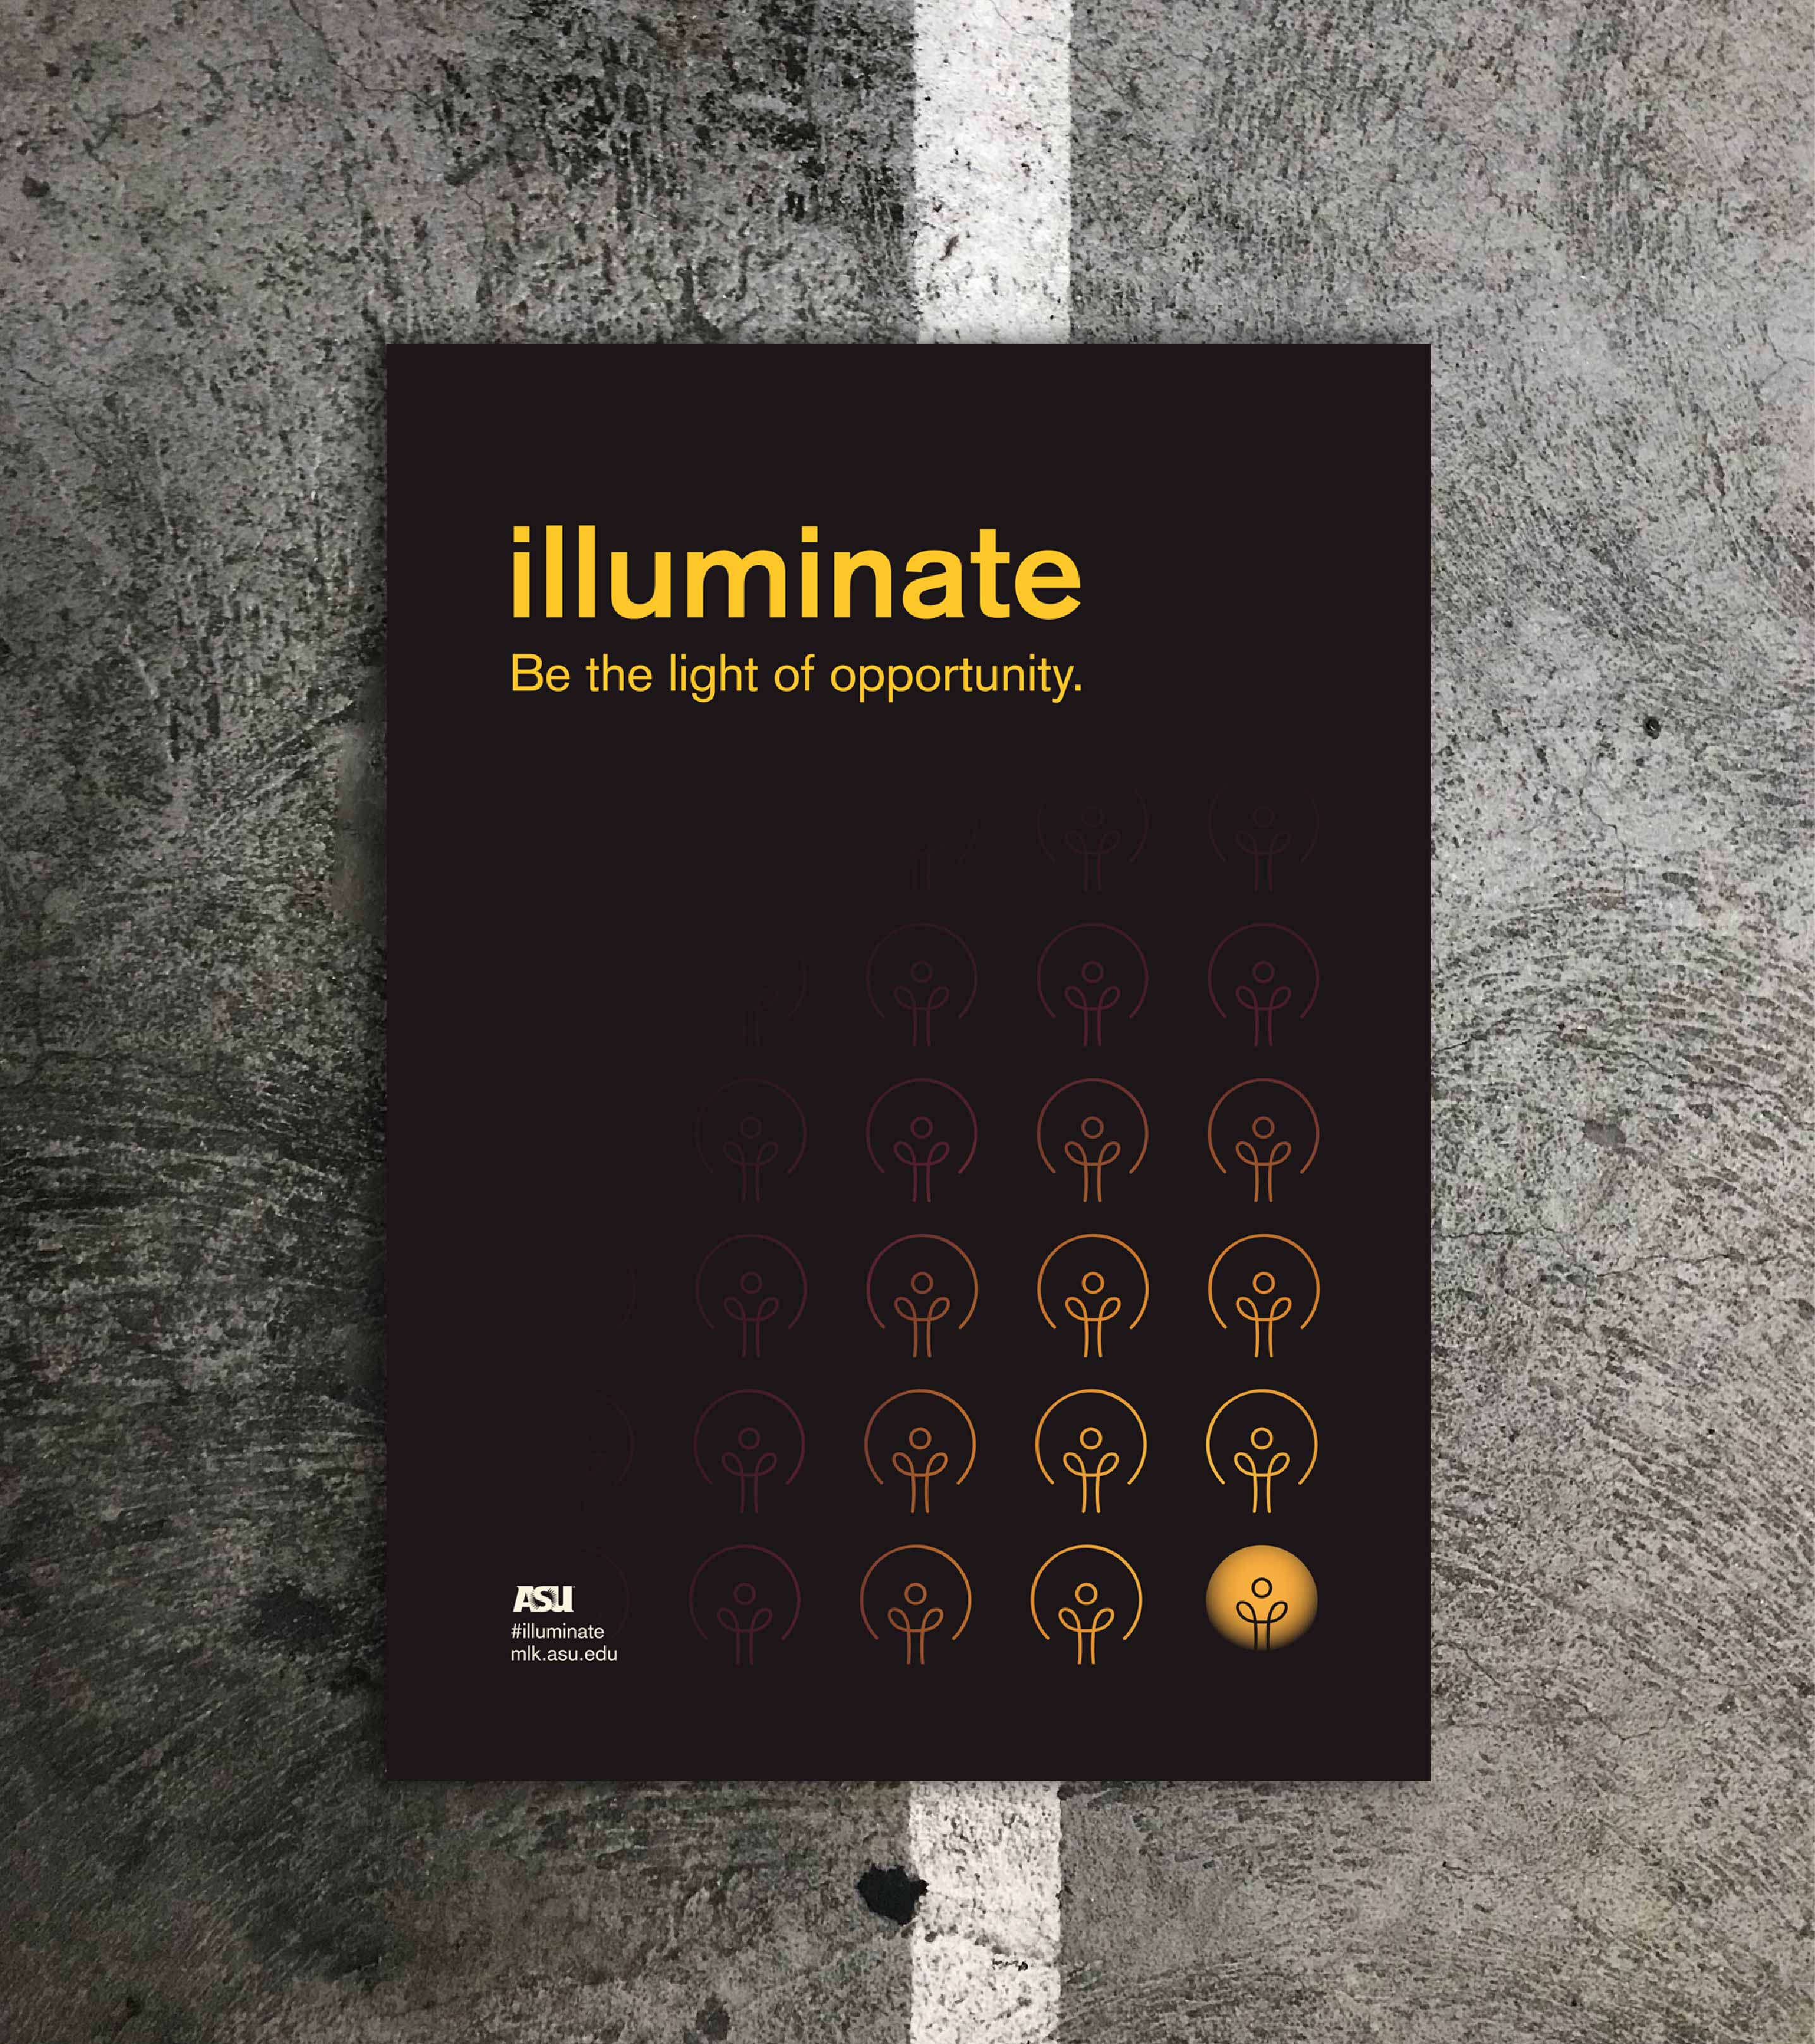 illuminate
Be the light of opportunity.
ASU
#illuminate
mlk.asu.edu